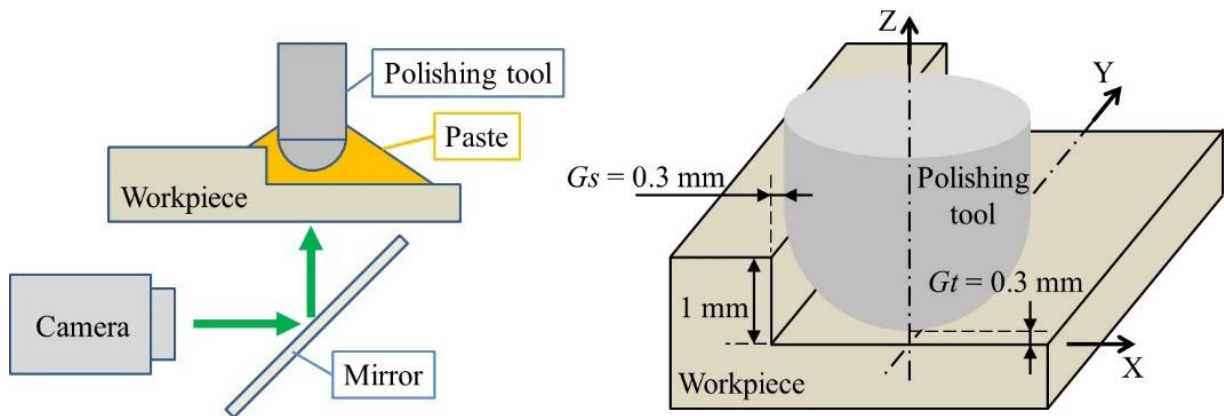 Polishing tool
Paste
Workpiece
Camera
Mirror
Z
Y
Gs = 0.3 mm
Polishing
tool
Gt = 0.3 mm
1 mm
X
Workpiece